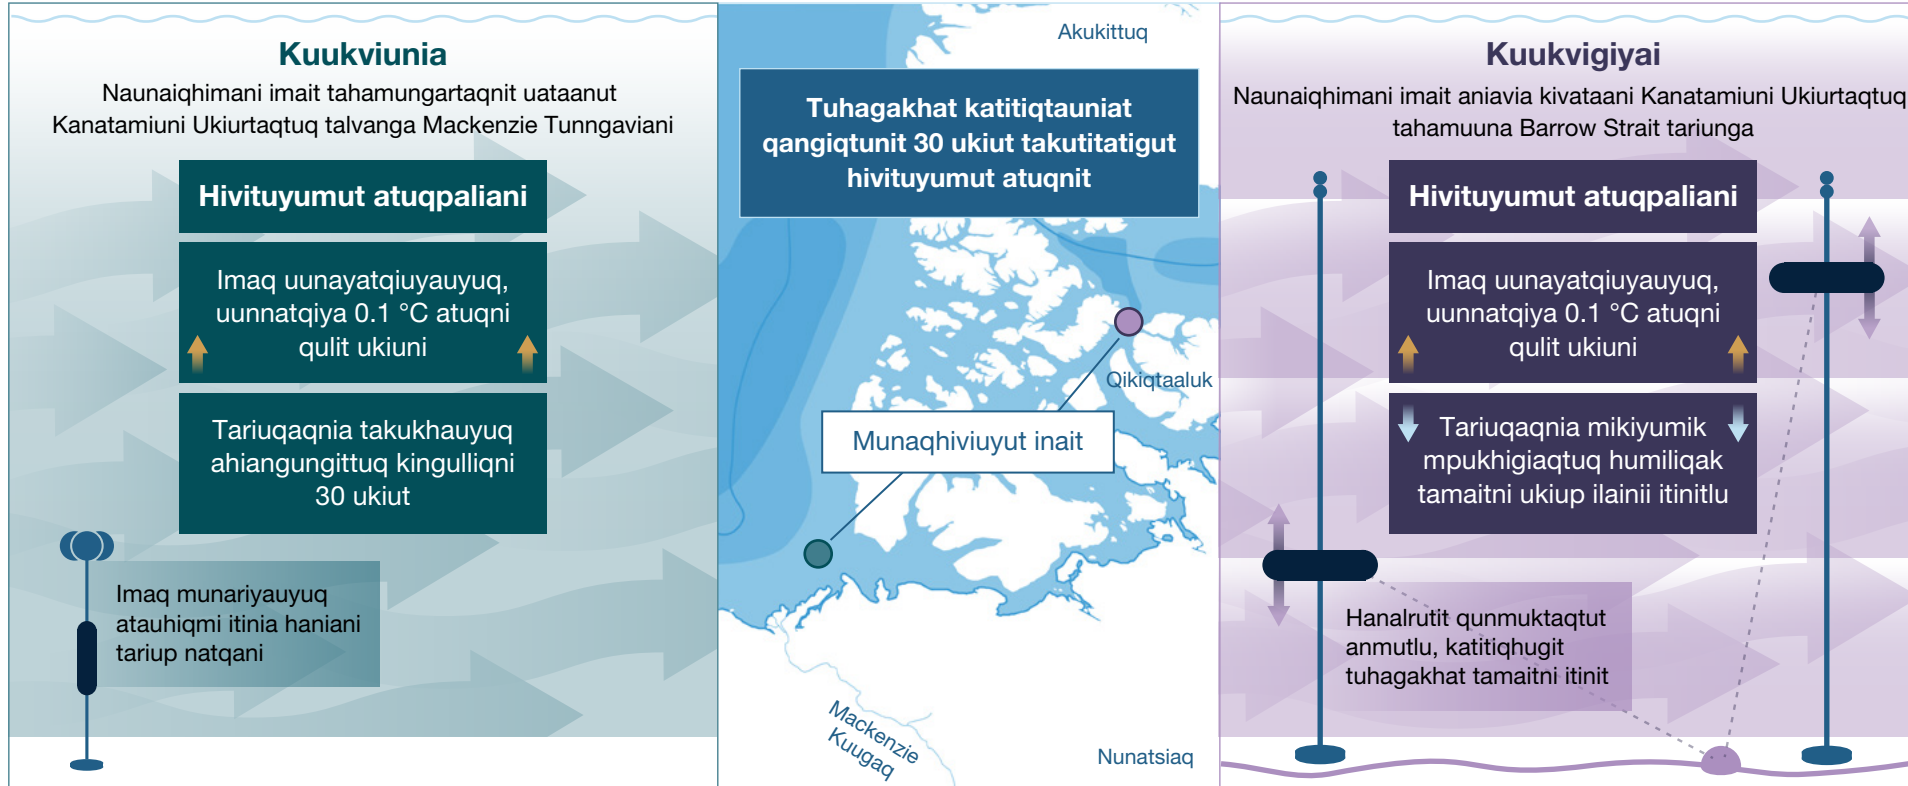 Kuukviunia
Naunaiqhimani imait tahamungartaqnit uataanut
Kanatamiuni Ukiurtaqtuq talvanga Mackenzie Tunngaviani
Hivituyumut atuqpaliani
Imaq uunayatqiuyauyuq,
uunnatqiya 0.1 °C atuqni
qulit ukiuni
Tariuqaqnia takukhauyuq
ahiangungittuq kingulliqni
30 ukiut
Imaq munariyauyuq
atauhiqmi itinia haniani
tariup natqani
Akukittuq
Tuhagakhat katitiqtauniat
qangiqtunit 30 ukiut takutitatigut
hivituyumut atuqnit
Qikiqtaaluk
Munaqhiviuyut inait
Mackenzie
Kuugaq
Nunatsiaq
Kuukvigiyai
Naunaiqhimani imait aniavia kivataani Kanatamiuni Ukiurtaqtuq
tahamuuna Barrow Strait tariunga
Hivituyumut atuqpaliani
Imaq uunayatqiuyauyuq,
uunnatqiya 0.1 °C atuqni
qulit ukiuni
Tariuqaqnia mikiyumik
mpukhigiaqtuq humiliqak
tamaitni ukiup ilainii itinitlu
Hanalrutit qunmuktaqtut
anmutlu, katitiqhugit
tuhagakhat tamaitni itinit